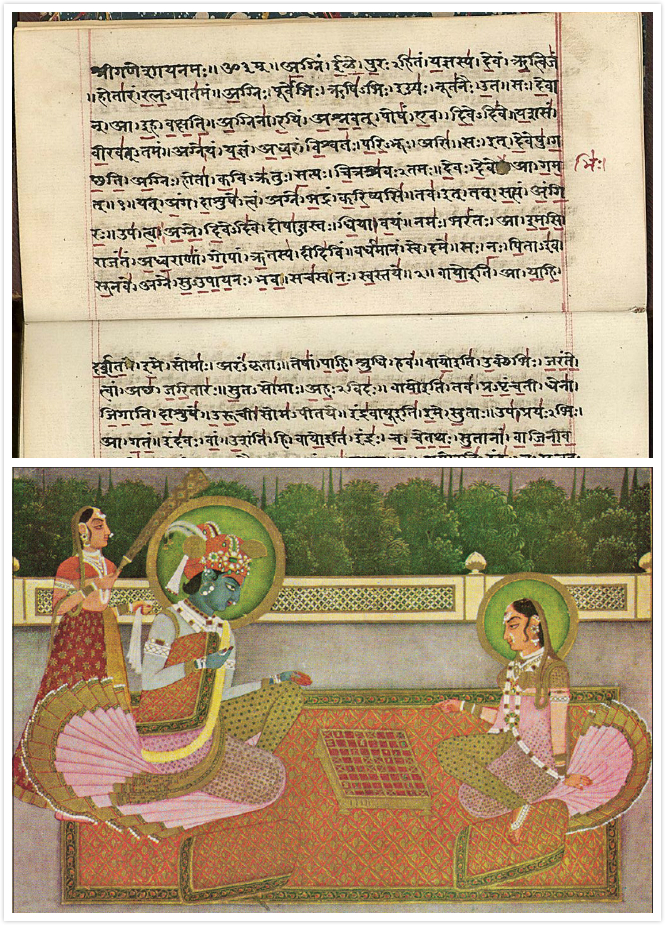 श्रीगणेशायनमः॥ ॐ३म्॥ अग्निं। ईळे। पुरःऽहितं। यज्ञस्य। देवं। ऋत्विजं
।होतारं। रत्नऽधातमं॥ अग्निः। पूर्वेभिः। ऋषिऽभिः। ईड्यः। नूतनैः। उत॥ सः। देवा
न्। आ। इह। वक्षति॥ अग्निना। रयिं। अश्नवत्। पोषं। एव। दिवेऽदिवे॥ यशसं।
वीरवत्ऽतमं॥ अग्ने। यं। यज्ञं। अध्वरं। विश्वतः। परिऽभूः। असि॥ सः। इत्। देवेषु। ग
च्छति॥ अग्निः। होता। कविऽक्रतुः। सत्यः। चित्रश्रवःऽतमः॥ देवः। देवे आ। गम
भिः।
त्॥१॥ यत्। अंग। दाशुषे। त्वं। अग्ने। भद्रं। करिष्यसि॥ तव। इत्। तत्। सत्यं। अंगि
रः॥ उप। त्वा। अग्ने। दिवेऽदिवे। दोषाऽवस्तः। धिया। वयं॥ नमः। भरंतः। आ। इमसि॥
राजंतं। अध्वराणां। गोपां। ऋतस्य। दीदिविं॥ वर्धमानं। स्वे। दमे॥ सः। नः। पिताऽइव।
सूनवे। अग्ने। सुऽउपायनः। भव॥ सचस्व। नः। स्वस्तये॥२॥ वायो इति। आ। याहि।
दर्शत। इमे। सोमाः। अरंऽकृताः॥ तेषां। पाहि। श्रुधि। हवं॥ वायो इति। उक्थेभिः। जरंते।
त्वां। अच्छ। जरितारः॥ सुतऽसोमाः। अहःऽविदः॥ वायो इति। तव। प्रऽपृंचती। धेना।
जिगाति। दाशुषे॥ उरूची। सोमऽपीतये॥ इंद्रवायू इति। इमे। सुताः॥ उप। प्रयःऽभिः।
आ। गतं॥ इंदवः। वां। उशंति। हि॥ वायो इति। इंद्रः। च। चेतथः। सुतानां। वाजिनीव